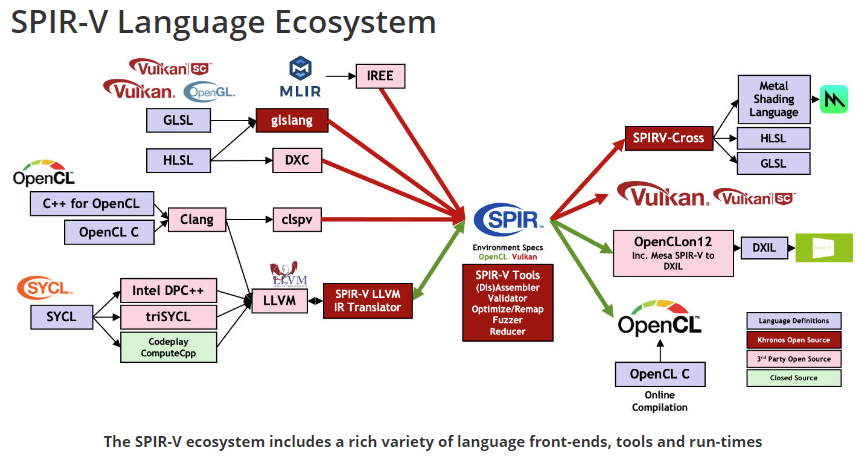 SPIR-V Language Ecosystem
Vulkan SC
Vulkan.
OpenGL.
MLIR
IREE
GLSL
glslang
HLSL
DXC
OpenCL
C++ for OpenCL
OpenCL C
Clang
clspv
LLVM
SYCL
SYCL
Intel DPC++
triSYCL
Codeplay
ComputeCpp
LLVM
SPIR-V LLVM
IR Translator
SPIR
Environment Specs
OpenCL Vulkan
SPIR-V Tools
(Dis)Assembler
Validator
Optimize/Remap
Fuzzer
Reducer
SPIRV-Cross
Metal
Shading
Language
HLSL
GLSL
Vulkan. Vulkan SC
OpenCLon12
Inc. Mesa SPIR-V to
DXIL
DXIL
OpenCL
OpenCL C
Online
Compilation
Language Definitions
Khronos Open Source
3rd Party Open Source
Closed Source
The SPIR-V ecosystem includes a rich variety of language front-ends, tools and run-times